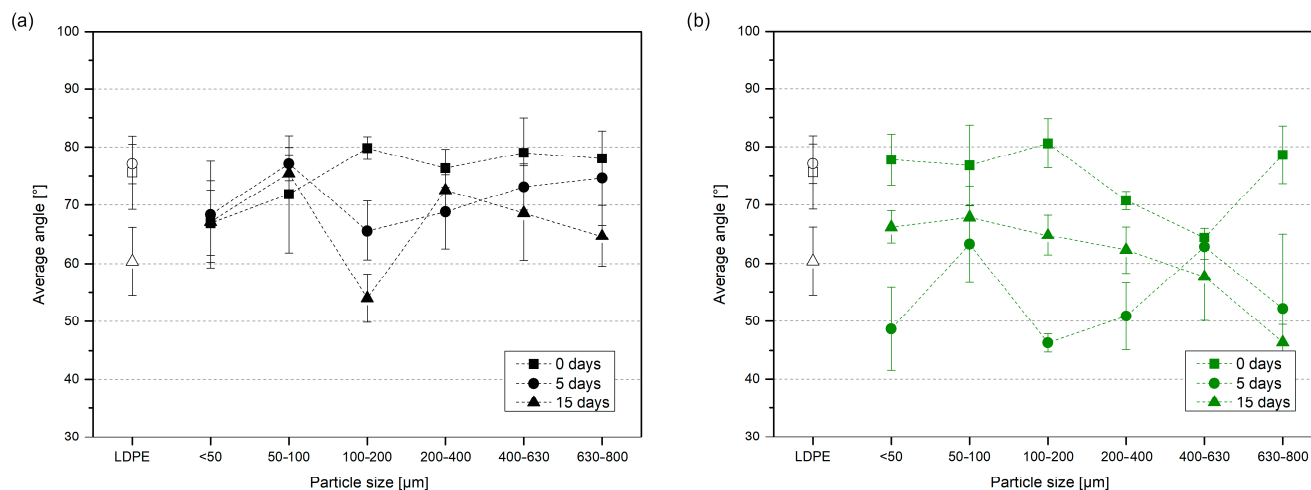 (a)
100
90
80
70
60
50
40
30
Average angle [°]
0 days
5 days
15 days
LDPE <50 50-100 100-200 200-400 400-630 630-800
Particle size [µm]
(b)
100
90
80
70
60
50
40
30
Average angle [°]
0 days
5 days
15 days
LDPE <50 50-100 100-200 200-400 400-630 630-800
Particle size [µm]